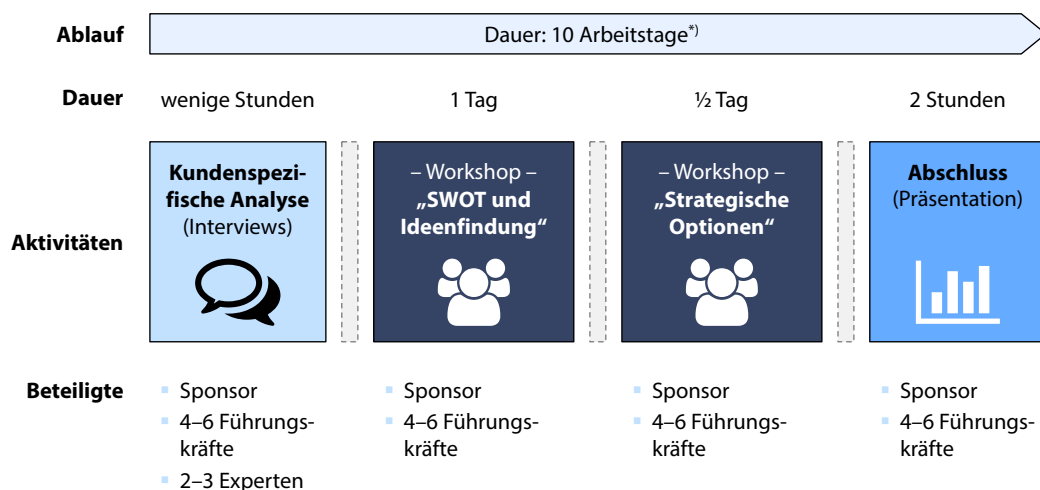 Ablauf
Dauer: 10 Arbeitstage*)
Dauer
wenige Stunden
1 Tag
½ Tag
2 Stunden
Aktivitäten
Kundenspezi-
fische Analyse
(Interviews)
– Workshop –
„SWOT und
Ideenfindung“
– Workshop –
„Strategische
Optionen“
Abschluss
(Präsentation)
Beteiligte
Sponsor
4–6 Führungs-
kräfte
2–3 Experten
Sponsor
4–6 Führungs-
kräfte
Sponsor
4–6 Führungs-
kräfte
Sponsor
4–6 Führungs-
kräfte